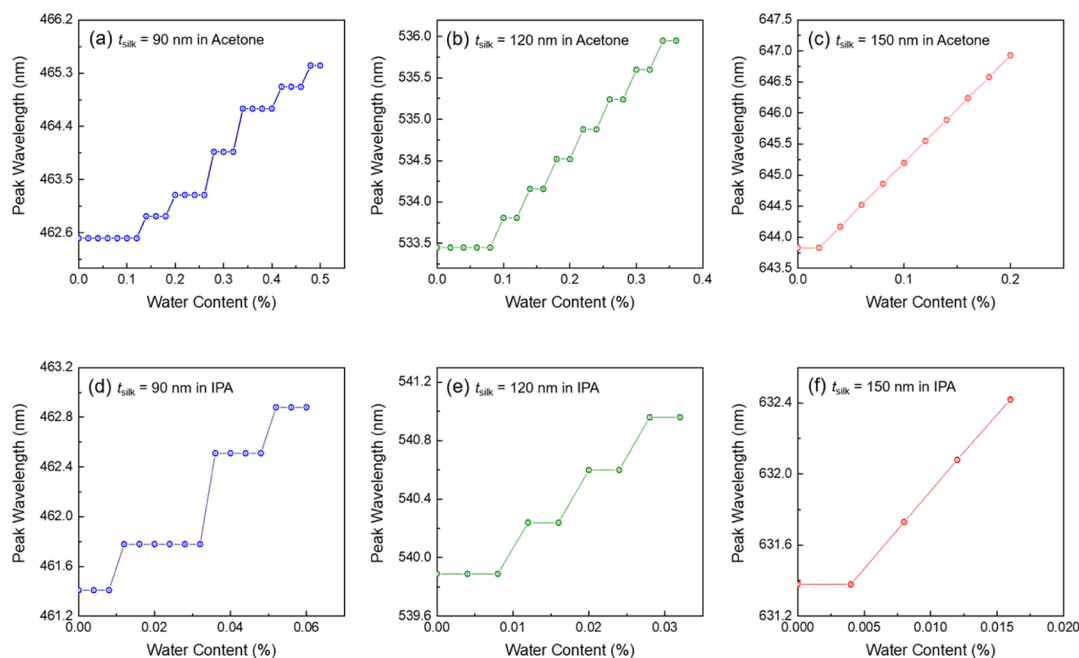 (a) tsilk = 90 nm in Acetone
466.2
465.3
464.4
463.5
462.6
Peak Wavelength (nm)
0.0 0.1 0.2 0.3 0.4 0.5
Water Content (%)
(b) tsilk = 120 nm in Acetone
536.0
535.3
534.5
533.5
Peak Wavelength (nm)
0.0 0.1 0.2 0.3 0.4
Water Content (%)
(c) tsilk = 150 nm in Acetone
647.0
646.5
646.0
645.5
645.0
644.5
644.0
643.5
Peak Wavelength (nm)
0.0 0.1 0.2
Water Content (%)
(d) tsilk = 90 nm in IPA
463.2
462.8
462.4
462.0
461.6
461.2
Peak Wavelength (nm)
0.00 0.02 0.04 0.06
Water Content (%)
(e) tsilk = 120 nm in IPA
541.2
540.8
540.4
540.0
539.6
Peak Wavelength (nm)
0.00 0.01 0.02 0.03
Water Content (%)
(f) tsilk = 150 nm in IPA
632.4
632.0
631.6
631.2
Peak Wavelength (nm)
0.000 0.005 0.010 0.015 0.020
Water Content (%)